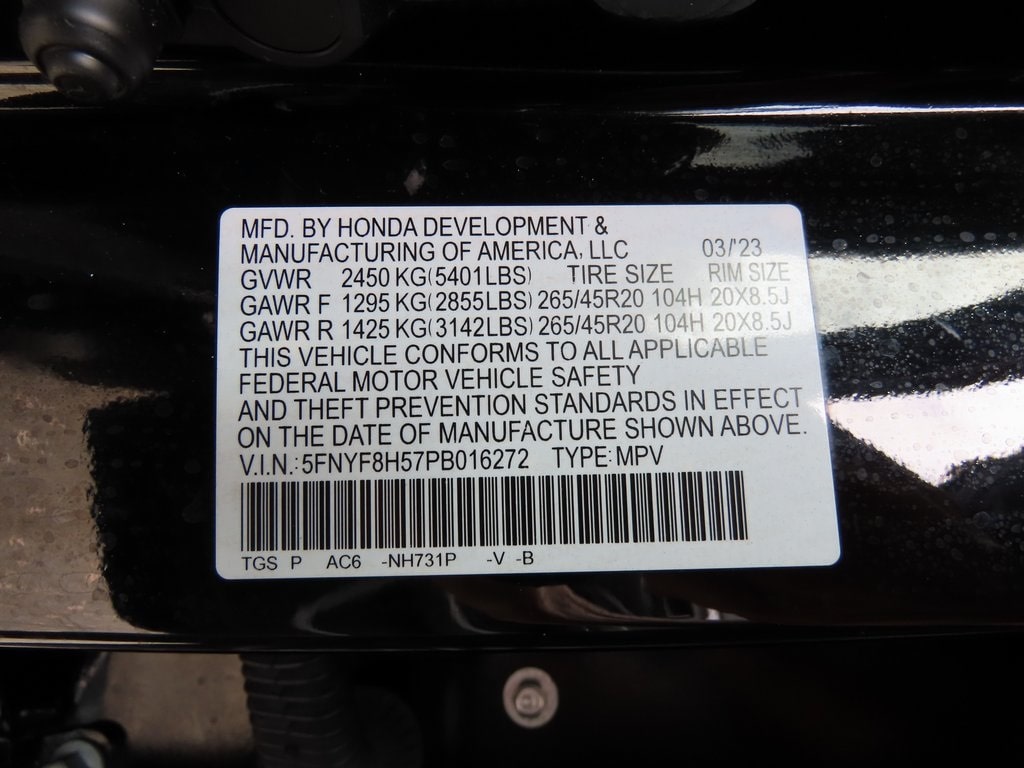 MFD. BY HONDA DEVELOPMENT &
MANUFACTURING OF AMERICA, LLC 03/'23
GVWR 2450 KG(5401LBS) TIRE SIZE RIM SIZE
GAWR F 1295 KG(2855LBS) 265/45R20 104H 20X8.5J
GAWR R 1425 KG(3142LBS) 265/45R20 104H 20X8.5J
THIS VEHICLE CONFORMS TO ALL APPLICABLE
FEDERAL MOTOR VEHICLE SAFETY
AND THEFT PREVENTION STANDARDS IN EFFECT
ON THE DATE OF MANUFACTURE SHOWN ABOVE.
V.I.N.:5FNYF8H57PB016272 TYPE:MPV
TGS P AC6 -NH731P -V -B